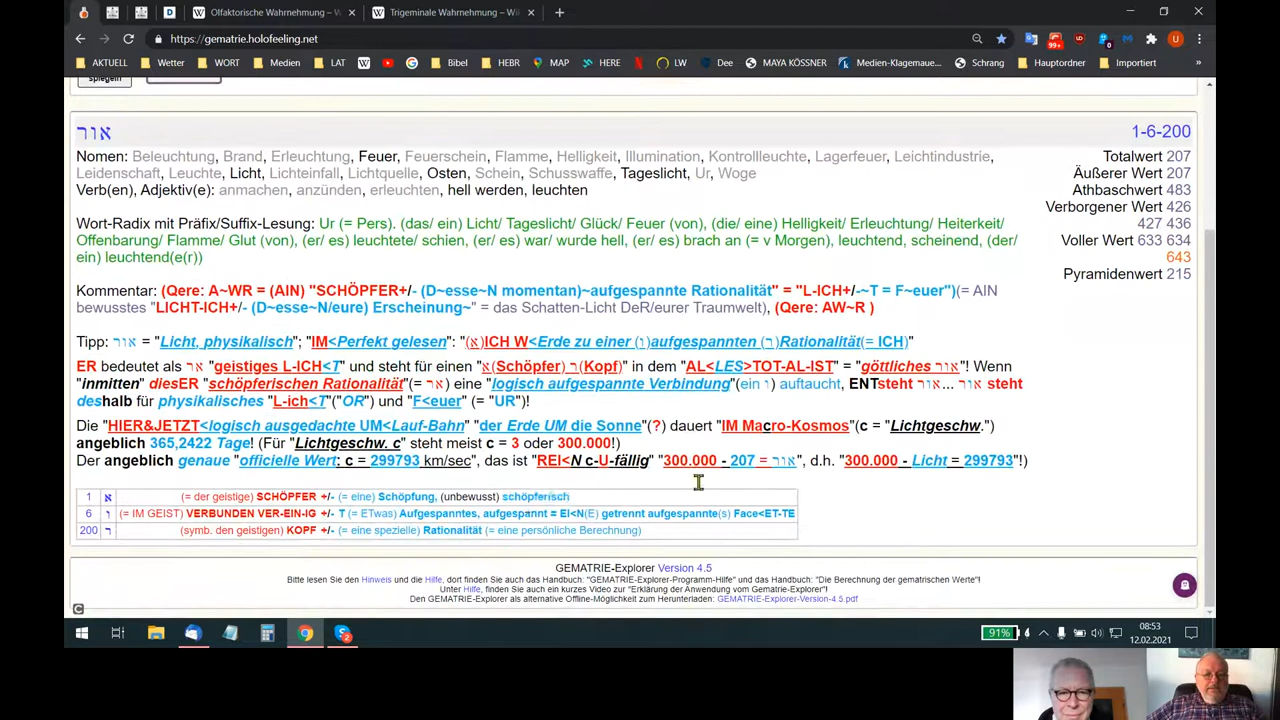 Olfaktorische Wahrnehmung – W
Trigeminale Wahrnehmung – Wi
https://gematrie.holofeeling.net
AKTUELL Wetter WORT Medien LAT Bibel HEBR MAP HERE LW Dee MAYA KÖSSNER Medien-Klagemaue... Schrang Hauptordner Importiert
spiegeln
אור 1-6-200
Nomen: Beleuchtung, Brand, Erleuchtung, Feuer, Feuerschein, Flamme, Helligkeit, Illumination, Kontrollleuchte, Lagerfeuer, Leichtindustrie,
Leidenschaft, Leuchte, Licht, Lichteinfall, Lichtquelle, Osten, Schein, Schusswaffe, Tageslicht, Ur, Woge
Verb(en), Adjektiv(e): anmachen, anzünden, erleuchten, hell werden, leuchten
Totalwert 207
Äußerer Wert 207
Athbaschwert 483
Verborgener Wert 426
427 436
Voller Wert 633 634
643
Pyramidenwert 215
Wort-Radix mit Präfix/Suffix-Lesung: Ur (= Pers). (das/ ein) Licht/ Tageslicht/ Glück/ Feuer (von), (die/ eine) Helligkeit/ Erleuchtung/ Heiterkeit/
Offenbarung/ Flamme/ Glut (von), (er/ es) leuchtete/ schien, (er/ es) war/ wurde hell, (er/ es) brach an (= v Morgen), leuchtend, scheinend, (der/
ein) leuchtend(e(r))
Kommentar: (Qere: A~WR = (AIN) "SCHÖPFER+/- (D~esse~N momentan)~aufgespannte Rationalität" = "L-ICH+/-~T = F~euer")(= AIN
bewusstes "LICHT-ICH+/- (D~esse~N/eure) Erscheinung~" = das Schatten-Licht DeR/eurer Traumwelt), (Qere: AW~R )
Tipp: אור = "Licht, physikalisch"; "IM<Perfekt gelesen": "(א)ICH W<Erde zu einer (ו)aufgespannten (ר)Rationalität(= ICH)"
ER bedeutet als אר "geistiges L-ICH<T" und steht für einen "א(Schöpfer) ר(Kopf)" in dem "AL<LES>TOT-AL-IST" = "göttliches אור"! Wenn
"inmitten" diesER "schöpferischen Rationalität(= אר) eine "logisch aufgespannte Verbindung"(ein ו) auftaucht, ENTsteht אור... אור steht
deshalb für physikalisches "L-ich<T"("OR") und "F<euer" (= "UR")!
Die "HIER&JETZT<logisch ausgedachte UM<Lauf-Bahn" "der Erde UM die Sonne"(?) dauert "IM Macro-Kosmos"(c = "Lichtgeschw.")
angeblich 365,2422 Tage! (Für "Lichtgeschw. c" steht meist c = 3 oder 300.000!)
Der angeblich genaue "officielle Wert: c = 299793 km/sec", das ist "REI<N c-U-fällig" "300.000 - 207 = אור", d.h. "300.000 - Licht = 299793"!)
1 א (= der geistige) SCHÖPFER +/- (= eine) Schöpfung, (unbewusst) schöpferisch
6 ו (= IM GEIST) VERBUNDEN VER-EIN-IG +/- T (= ETwas) Aufgespanntes, aufgespannt = EI<N(E) getrennt aufgespannte(s) Face<ET-TE
200 ר (symb. den geistigen) KOPF +/- (= eine spezielle) Rationalität (= eine persönliche Berechnung)
GEMATRIE-Explorer Version 4.5
Bitte lesen Sie den Hinweis und die Hilfe, dort finden Sie auch das Handbuch: "GEMATRIE-Explorer-Programm-Hilfe" und das Handbuch: "Die Berechnung der gematrischen Werte"!
Unter Hilfe, finden Sie auch ein kurzes Video zur "Erklärung der Anwendung vom Gematrie-Explorer"!
Den GEMATRIE-Explorer als alternative Offline-Möglichkeit zum Herunterladen: GEMATRIE-Explorer-Version-4.5.pdf
91%
08:53
12.02.2021